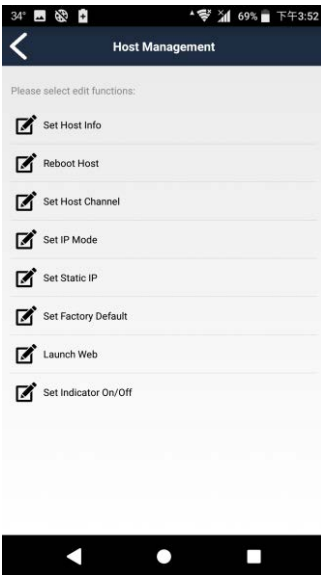 34° 69% 下午3:52
Host Management
Please select edit functions:
Set Host Info
Reboot Host
Set Host Channel
Set IP Mode
Set Static IP
Set Factory Default
Launch Web
Set Indicator On/Off